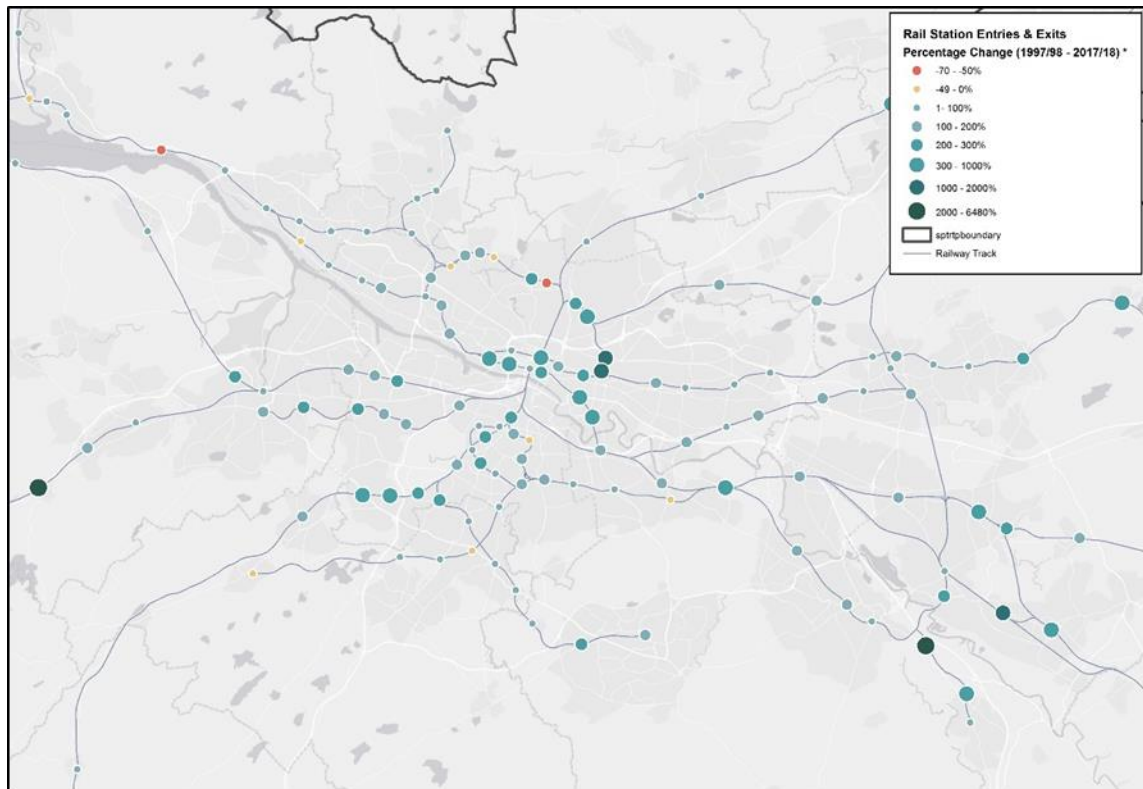 Rail Station Entries & Exits
Percentage Change (1997/98 - 2017/18) *
-70 - -50%
-49 - 0%
1- 100%
100 - 200%
200 - 300%
300 - 1000%
1000 - 2000%
2000 - 6480%
sptrtpboundary
Railway Track